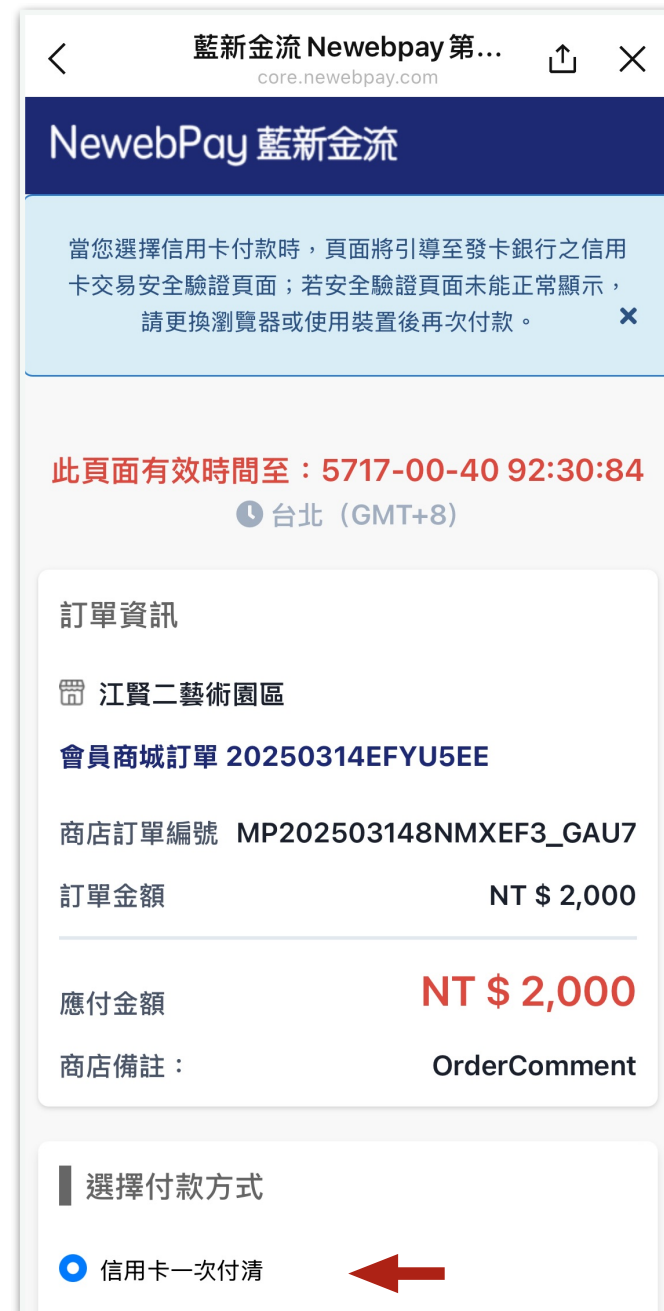 藍新金流 Newebpay 第...
core.newebpay.com
NewebPay 藍新金流
當您選擇信用卡付款時，頁面將引導至發卡銀行之信用
卡交易安全驗證頁面；若安全驗證頁面未能正常顯示，
請更換瀏覽器或使用裝置後再次付款。
此頁面有效時間至：5717-00-40 92:30:84
台北（GMT+8）
訂單資訊
江賢二藝術園區
會員商城訂單 20250314EFYU5EE
商店訂單編號 MP202503148NMXEF3_GAU7
訂單金額 NT $ 2,000
應付金額 NT $ 2,000
商店備註： OrderComment
選擇付款方式
信用卡一次付清